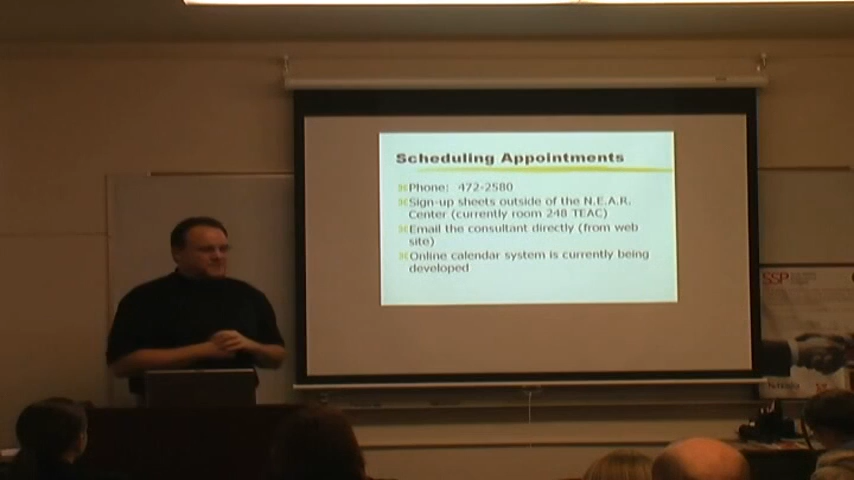 Scheduling Appointments
Phone: 472-2580
Sign-up sheets outside of the N.E.A.R.
Center (currently room 248 TEAC)
Email the consultant directly (from web
site)
Online calendar system is currently being
developed
SSP